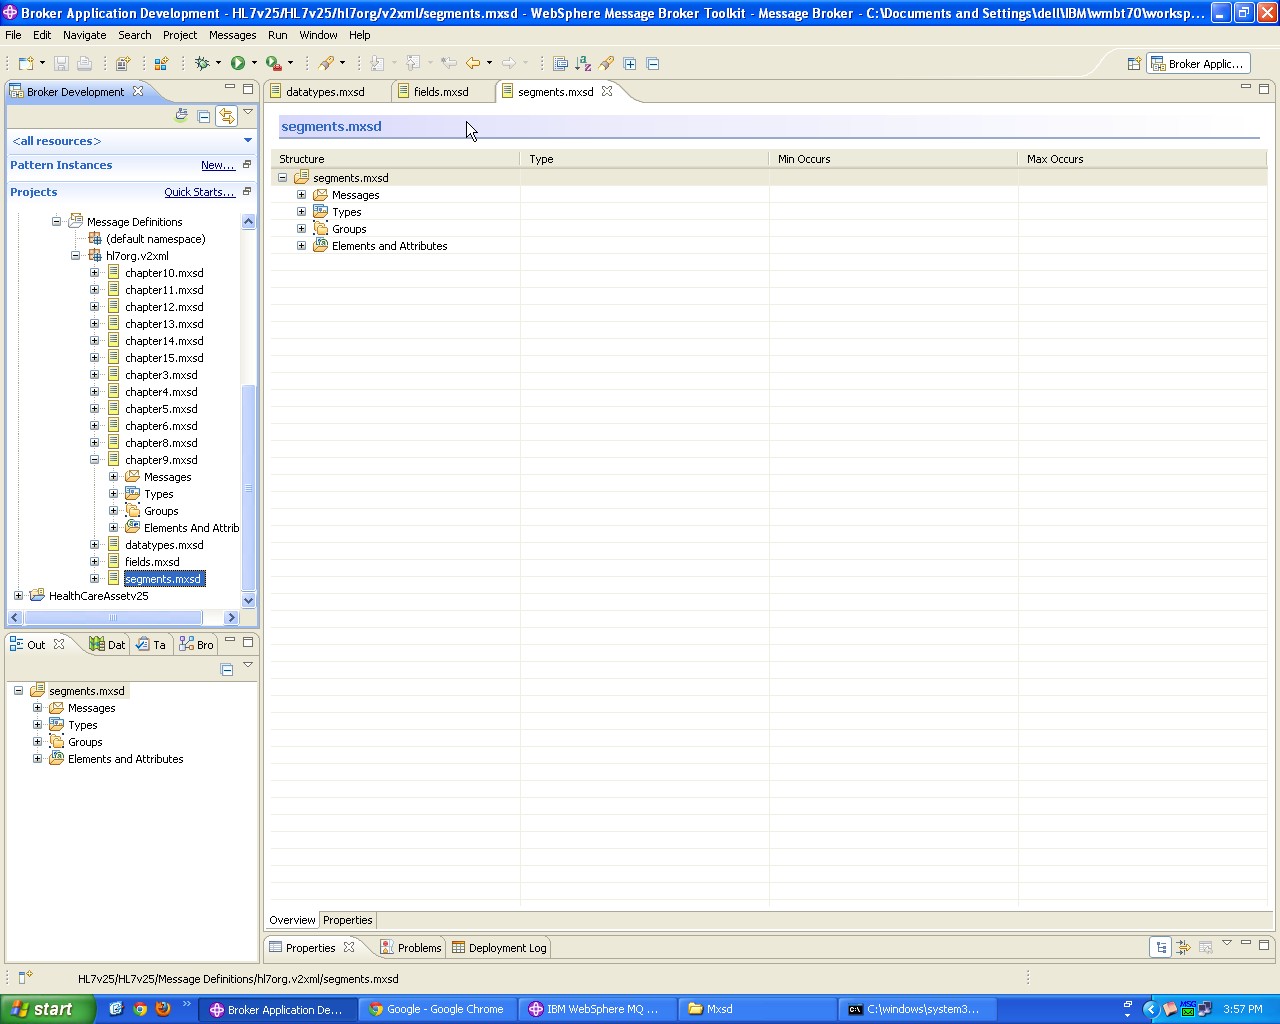 Broker Application Development - HL7v25/HL7v25/hl7org/v2xml/segments.mxsd - WebSphere Message Broker Toolkit - Message Broker - C:\Documents and Settings\dell\IBM\wmbt70\worksp...
File Edit Navigate Search Project Messages Run Window Help
Broker Applic...
Broker Development
<all resources>
Pattern Instances New...
Projects Quick Starts...
Message Definitions
(default namespace)
hl7org.v2xml
chapter10.mxsd
chapter11.mxsd
chapter12.mxsd
chapter13.mxsd
chapter14.mxsd
chapter15.mxsd
chapter3.mxsd
chapter4.mxsd
chapter5.mxsd
chapter6.mxsd
chapter8.mxsd
chapter9.mxsd
Messages
Types
Groups
Elements And Attrib
datatypes.mxsd
fields.mxsd
segments.mxsd
HealthCareAssetv25
Out Dat Ta Bro
segments.mxsd
Messages
Types
Groups
Elements and Attributes
datatypes.mxsd fields.mxsd segments.mxsd
segments.mxsd
Structure Type Min Occurs Max Occurs
segments.mxsd
Messages
Types
Groups
Elements and Attributes
Overview Properties
Properties Problems Deployment Log
HL7v25/HL7v25/Message Definitions/hl7org.v2xml/segments.mxsd
start Broker Application De... Google - Google Chrome IBM WebSphere MQ ... Mxsd C:\windows\system3... MSG 3:57 PM